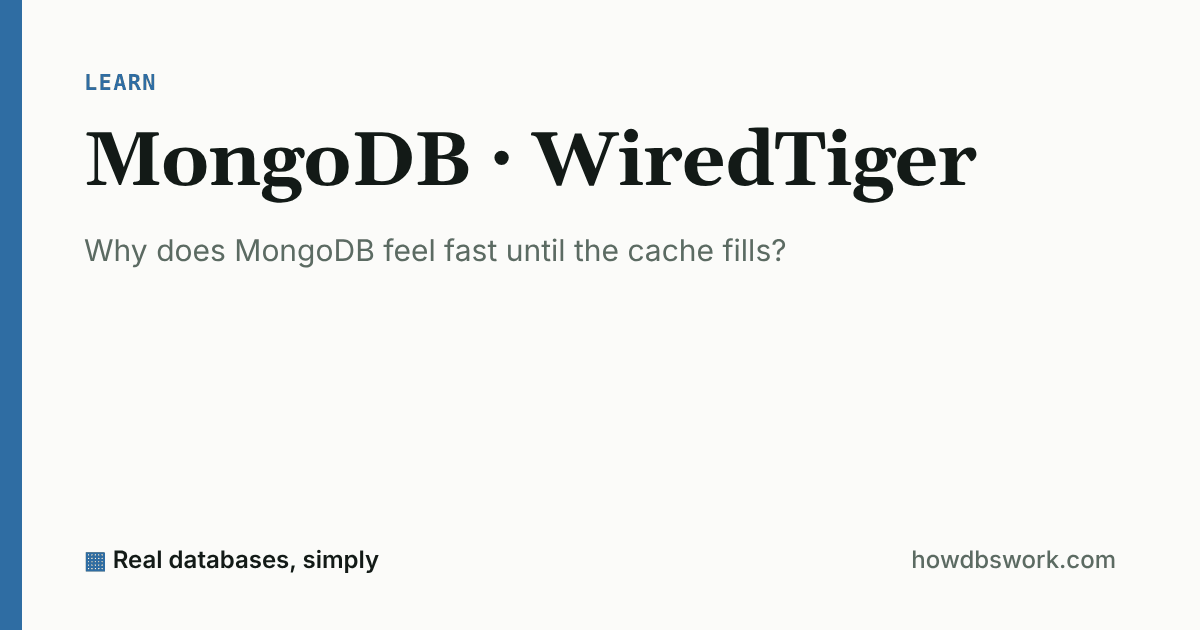 LEARN
MongoDB · WiredTiger
Why does MongoDB feel fast until the cache fills?
Real databases, simply
howdbswork.com